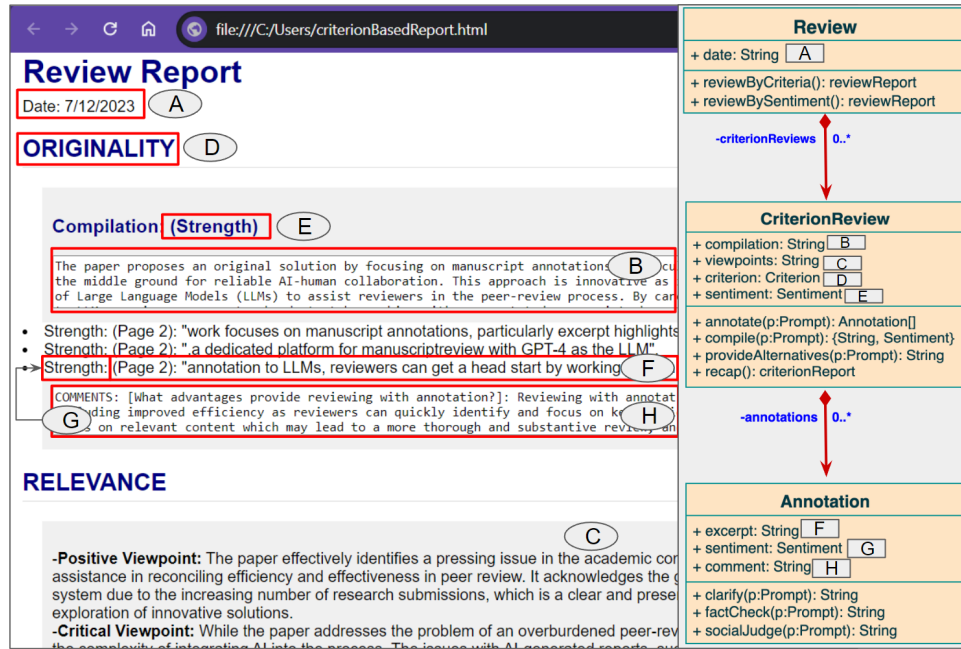 file:///C:/Users/criterionBasedReport.html
Review Report
Date: 7/12/2023 A
ORIGINALITY D
Compilation: (Strength) E
The paper proposes an original solution by focusing on manuscript annotations B
the middle ground for reliable AI-human collaboration. This approach is innovative as
of Large Language Models (LLMs) to assist reviewers in the peer-review process. By
• Strength: (Page 2): "work focuses on manuscript annotations, particularly excerpt highlights
• Strength: (Page 2): ".a dedicated platform for manuscriptreview with GPT-4 as the LLM".
• Strength: (Page 2): "annotation to LLMs, reviewers can get a head start by working F
COMMENTS: [What advantages provide reviewing with annotation?]: Reviewing with
improved efficiency as reviewers can quickly identify and focus on H
G on relevant content which may lead to a more thorough and substantive
RELEVANCE
C
-Positive Viewpoint: The paper effectively identifies a pressing issue in the academic
assistance in reconciling efficiency and effectiveness in peer review. It acknowledges the
system due to the increasing number of research submissions, which is a clear and
exploration of innovative solutions.
-Critical Viewpoint: While the paper addresses the problem of an overburdened
Review
+ date: String A
+ reviewByCriteria(): reviewReport
+ reviewBySentiment(): reviewReport
-criterionReviews 0..*
CriterionReview
+ compilation: String B
+ viewpoints: String C
+ criterion: Criterion D
+ sentiment: Sentiment E
+ annotate(p:Prompt): Annotation[]
+ compile(p:Prompt): {String, Sentiment}
+ provideAlternatives(p:Prompt): String
+ recap(): criterionReport
-annotations 0..*
Annotation
+ excerpt: String F
+ sentiment: Sentiment G
+ comment: String H
+ clarify(p:Prompt): String
+ factCheck(p:Prompt): String
+ socialJudge(p:Prompt): String